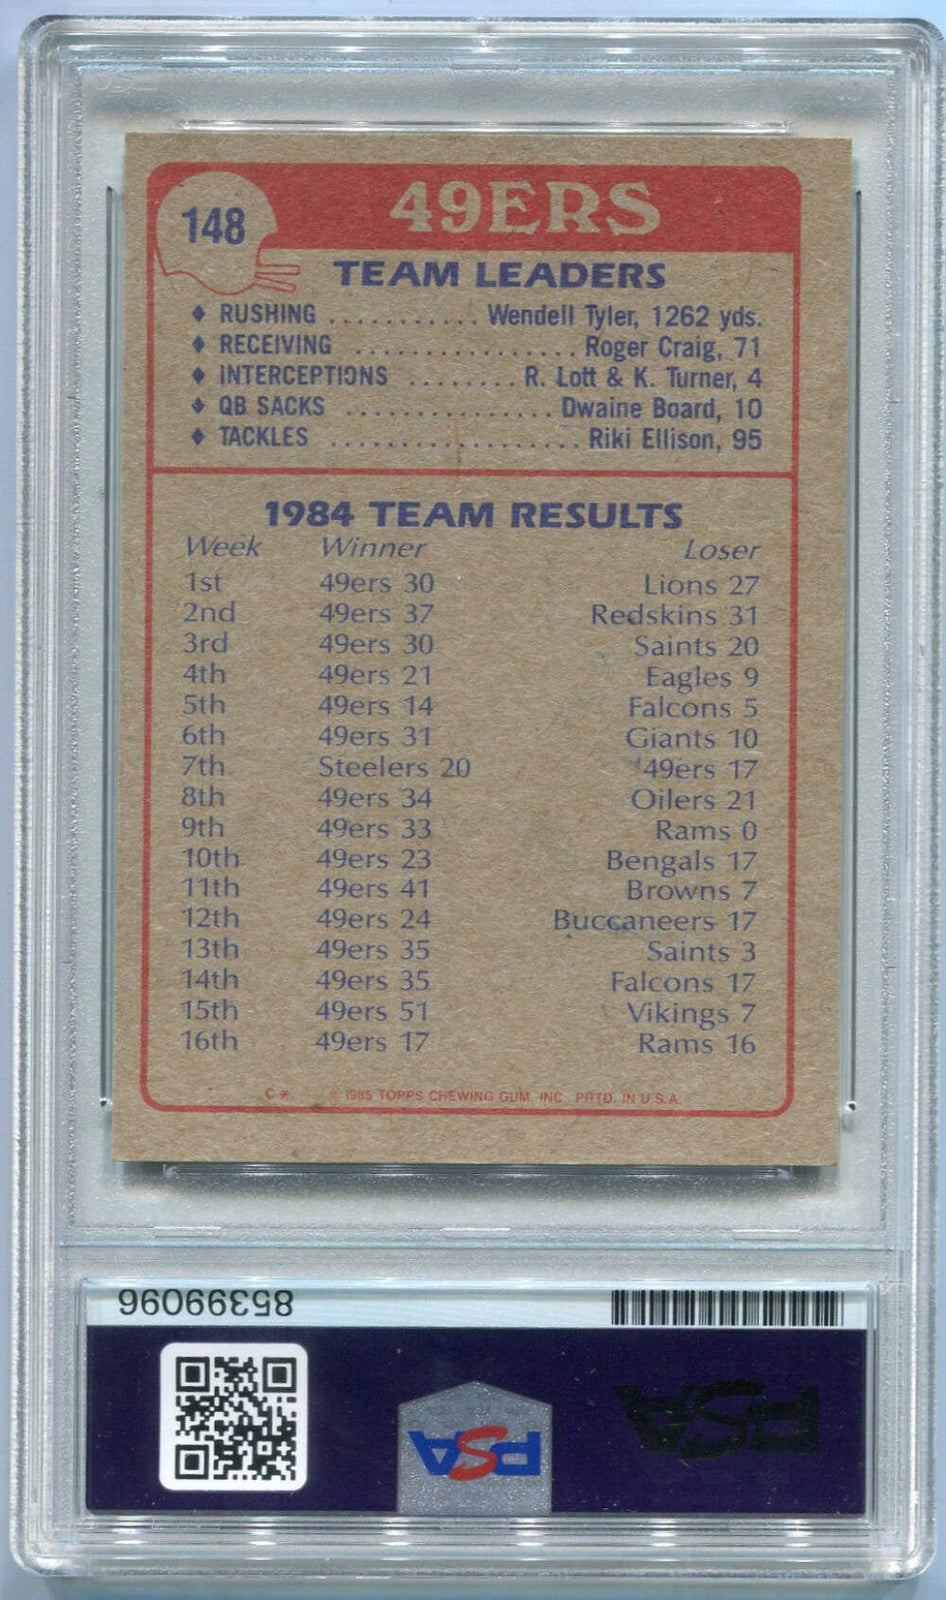 148
49ERS
TEAM LEADERS
♦ RUSHING ........... Wendell Tyler, 1262 yds.
♦ RECEIVING ................. Roger Craig, 71
♦ INTERCEPTIONS ........ R. Lott & K. Turner, 4
♦ QB SACKS ................ Dwaine Board, 10
♦ TACKLES ................... Riki Ellison, 95
1984 TEAM RESULTS
Week Winner Loser
1st 49ers 30 Lions 27
2nd 49ers 37 Redskins 31
3rd 49ers 30 Saints 20
4th 49ers 21 Eagles 9
5th 49ers 14 Falcons 5
6th 49ers 31 Giants 10
7th Steelers 20 49ers 17
8th 49ers 34 Oilers 21
9th 49ers 33 Rams 0
10th 49ers 23 Bengals 17
11th 49ers 41 Browns 7
12th 49ers 24 Buccaneers 17
13th 49ers 35 Saints 3
14th 49ers 35 Falcons 17
15th 49ers 51 Vikings 7
16th 49ers 17 Rams 16
C * © 1985 TOPPS CHEWING GUM, INC. PRTD. IN U.S.A.
85399096
PSA
PSA